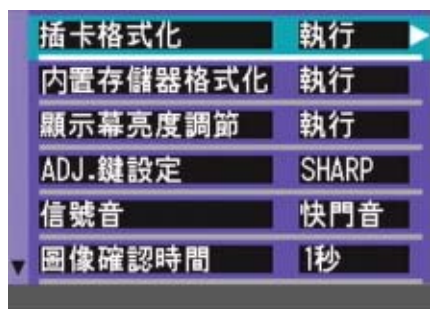 插卡格式化 執行
内置存儲器格式化 執行
顯示幕亮度調節 執行
ADJ.鍵設定 SHARP
信號音 快門音
圖像確認時間 1秒